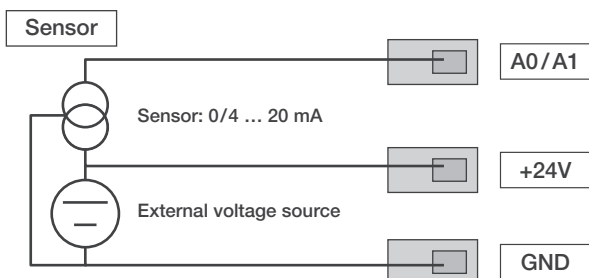 Sensor
A0/A1
Sensor: 0/4 … 20 mA
+24V
External voltage source
GND